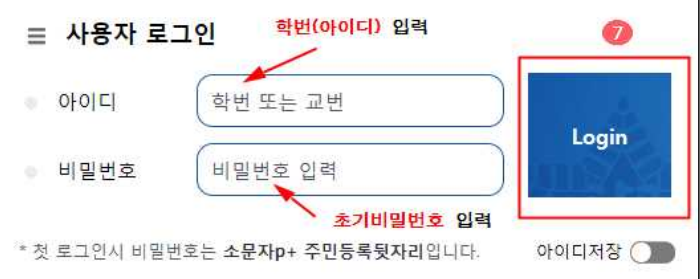 ≡ 사용자 로그인
학번(아이디) 입력
7
아이디
학번 또는 교번
Login
비밀번호
비밀번호 입력
초기비밀번호 입력
* 첫 로그인시 비밀번호는 소문자p+ 주민등록뒷자리입니다.
아이디저장